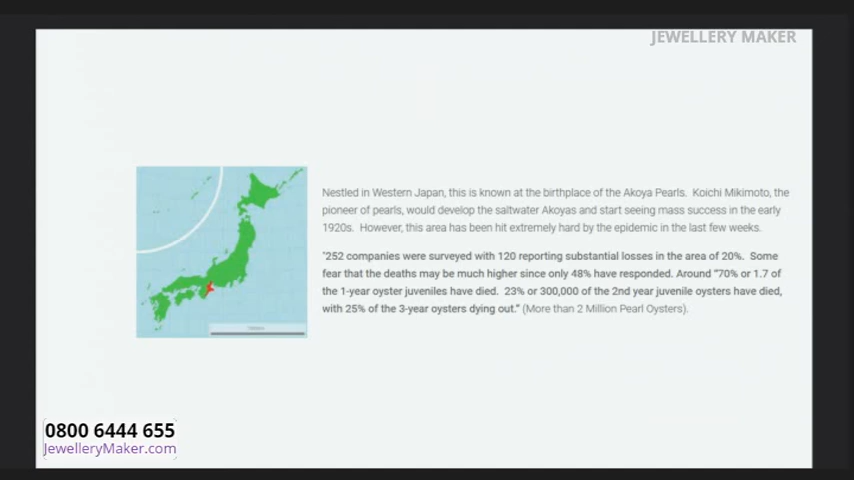 JEWELLERY MAKER
Nestled in Western Japan, this is known at the birthplace of the Akoya Pearls. Koichi Mikimoto, the
pioneer of pearls, would develop the saltwater Akoyas and start seeing mass success in the early
1920s. However, this area has been hit extremely hard by the epidemic in the last few weeks.
"252 companies were surveyed with 120 reporting substantial losses in the area of 20%. Some
fear that the deaths may be much higher since only 48% have responded. Around "70% or 1.7 of
the 1-year oyster juveniles have died. 23% or 300,000 of the 2nd year juvenile oysters have died,
with 25% of the 3-year oysters dying out." (More than 2 Million Pearl Oysters).
0800 6444 655
JewelleryMaker.com